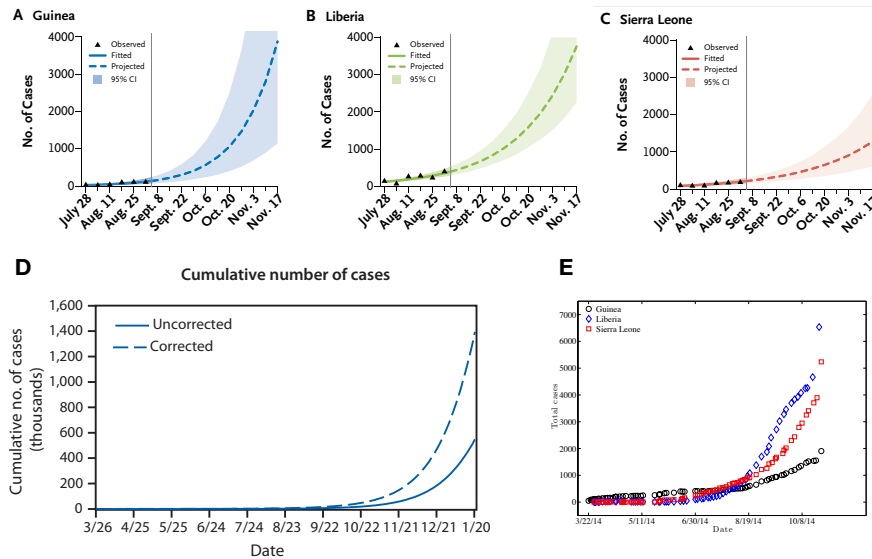 A Guinea
▲ Observed
Fitted
Projected
95% CI
No. of Cases
4000
3000
2000
1000
0
July 28
Aug. 11
Aug. 25
Sept. 8
Sept. 22
Oct. 6
Oct. 20
Nov. 3
Nov. 17
B Liberia
▲ Observed
Fitted
Projected
95% CI
No. of Cases
4000
3000
2000
1000
0
July 28
Aug. 11
Aug. 25
Sept. 8
Sept. 22
Oct. 6
Oct. 20
Nov. 3
Nov. 17
C Sierra Leone
▲ Observed
Fitted
Projected
95% CI
No. of Cases
4000
3000
2000
1000
0
July 28
Aug. 11
Aug. 25
Sept. 8
Sept. 22
Oct. 6
Oct. 20
Nov. 3
Nov. 17
D
Cumulative number of cases
Uncorrected
Corrected
Cumulative no. of cases
(thousands)
1,600
1,400
1,200
1,000
800
600
400
200
0
3/26 4/25 5/25 6/24 7/24 8/23 9/22 10/22 11/21 12/21 1/20
Date
E
Guinea
Liberia
Sierra Leone
Total cases
7000
6000
5000
4000
3000
2000
1000
0
3/22/14 5/11/14 6/30/14 8/19/14 10/8/14
Date